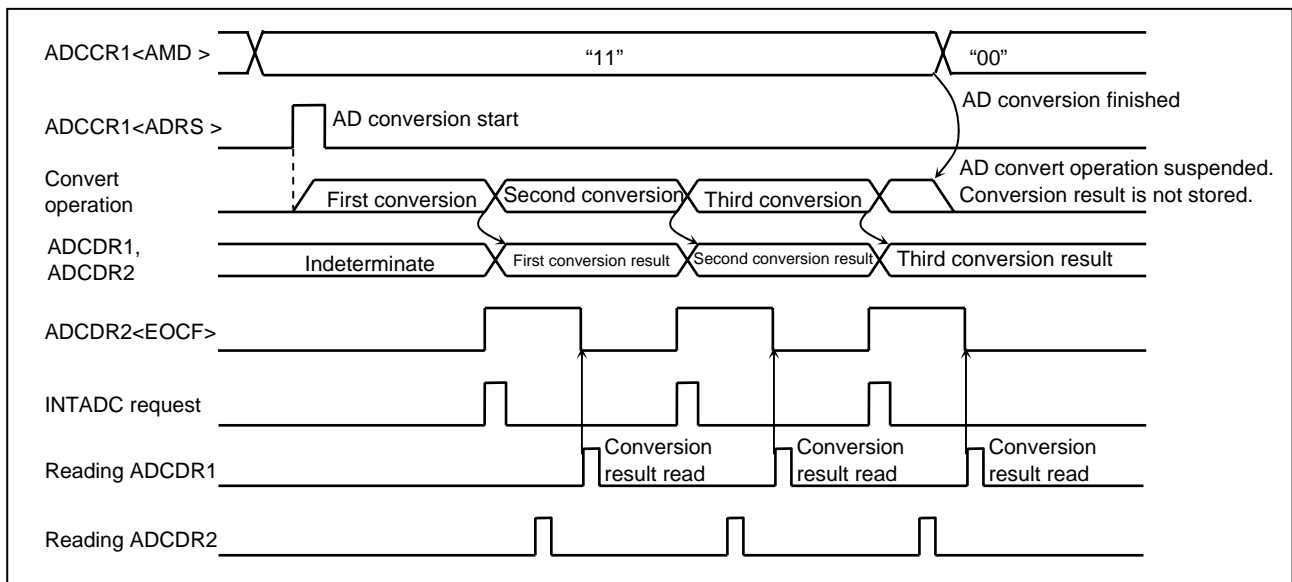 ADCCR1<AMD >
“11”
“00”
AD conversion finished
ADCCR1<ADRS >
AD conversion start
Convert
operation
First conversion
Second conversion
Third conversion
AD convert operation suspended.
Conversion result is not stored.
ADCDR1,
ADCDR2
Indeterminate
First conversion result
Second conversion result
Third conversion result
ADCDR2<EOCF>
INTADC request
Reading ADCDR1
Conversion
result read
Conversion
result read
Conversion
result read
Reading ADCDR2